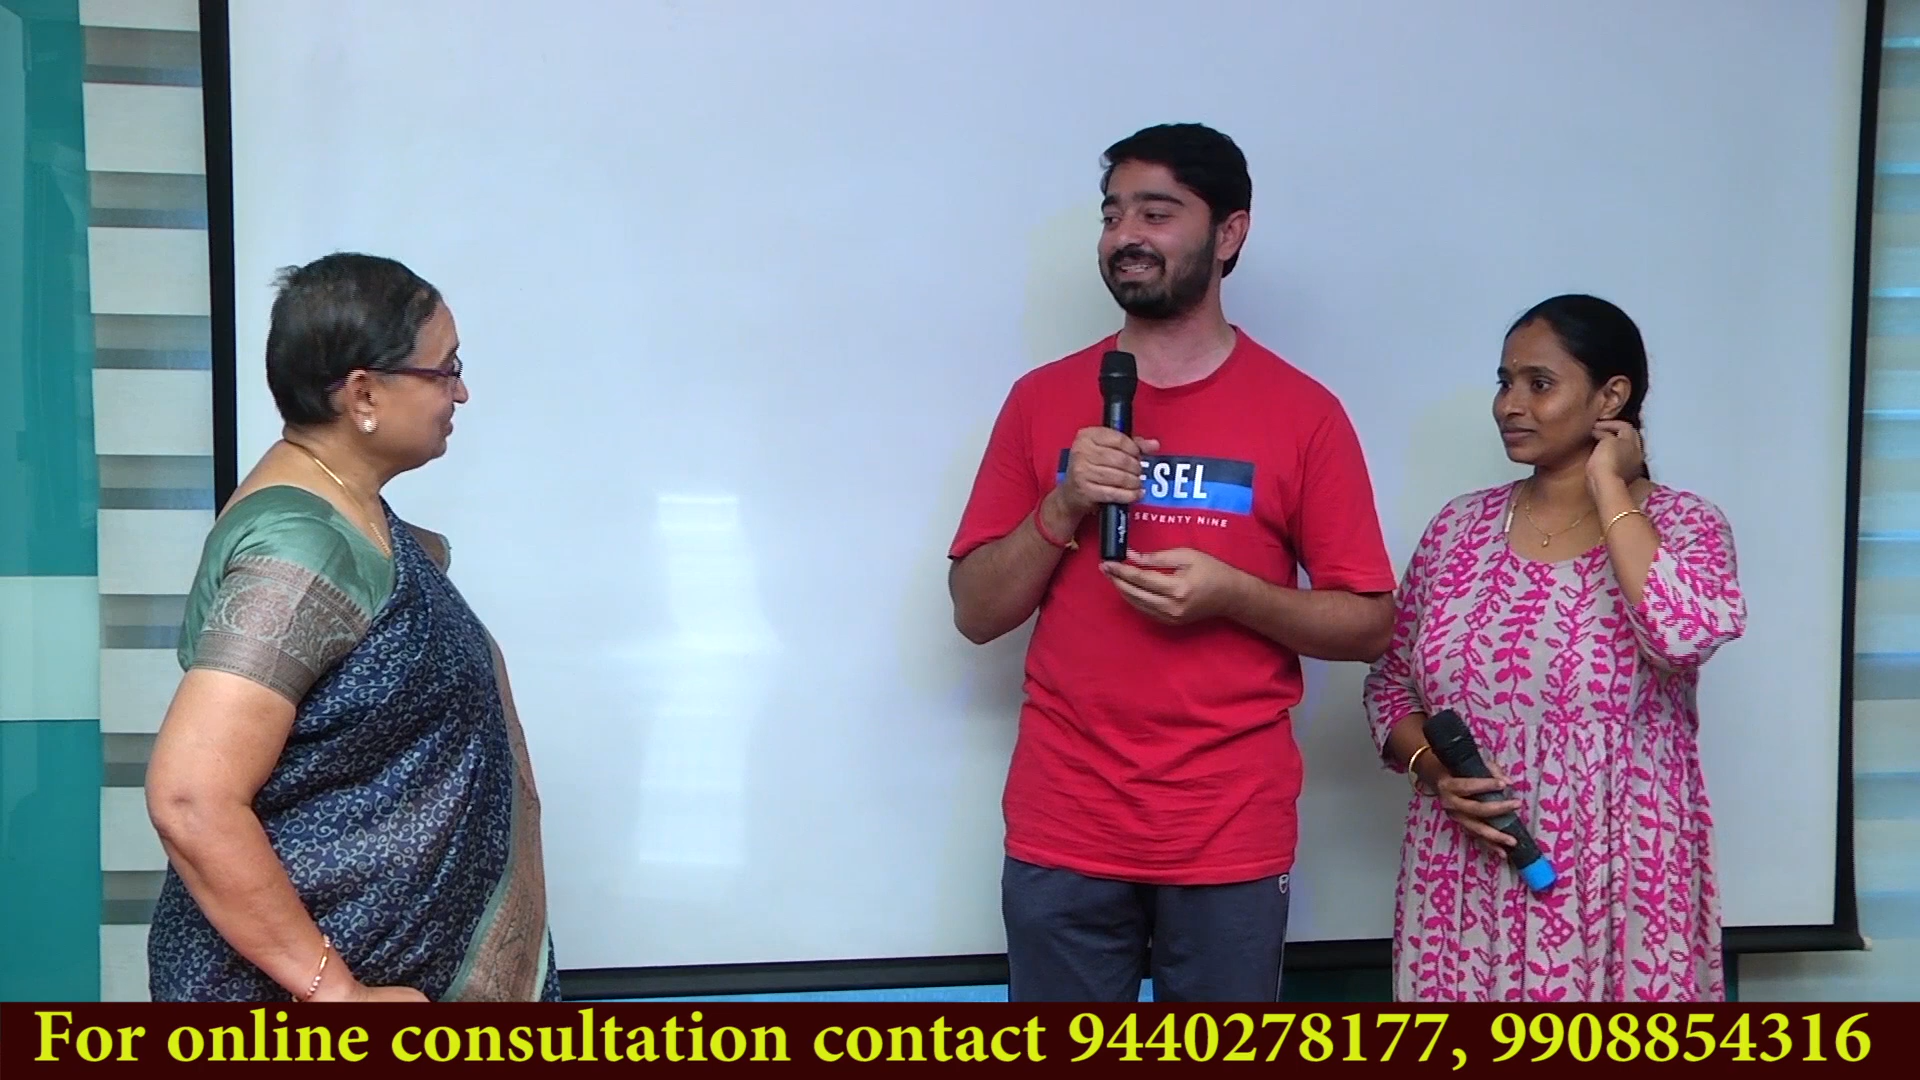 ESEL
SEVENTY NINE
For online consultation contact 9440278177, 9908854316